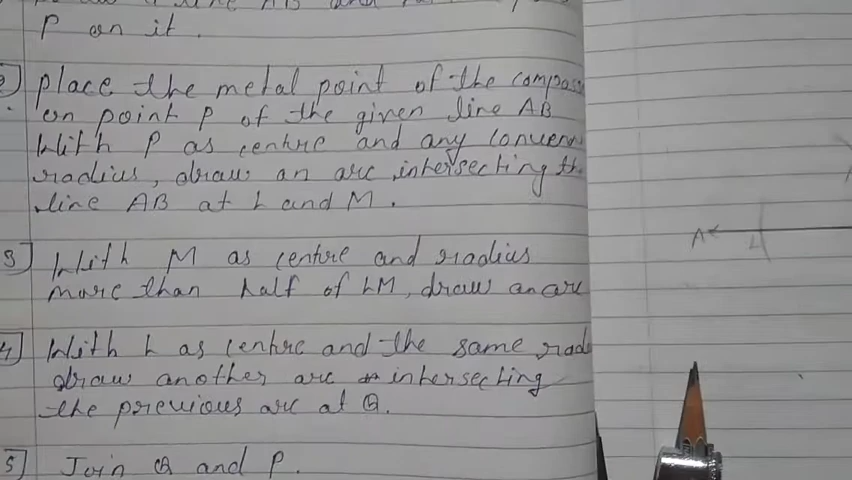 P on it.
2] Place the metal point of the compass
on point P of the given line AB
With P as centre and any conven
radius, draw an arc intersecting th
line AB at L and M.
3] With M as centre and radius
more than half of LM, draw an arc
4] With L as centre and the same rad
draw another arc intersecting
the previous arc at Q.
5] Join Q and P.
A
L